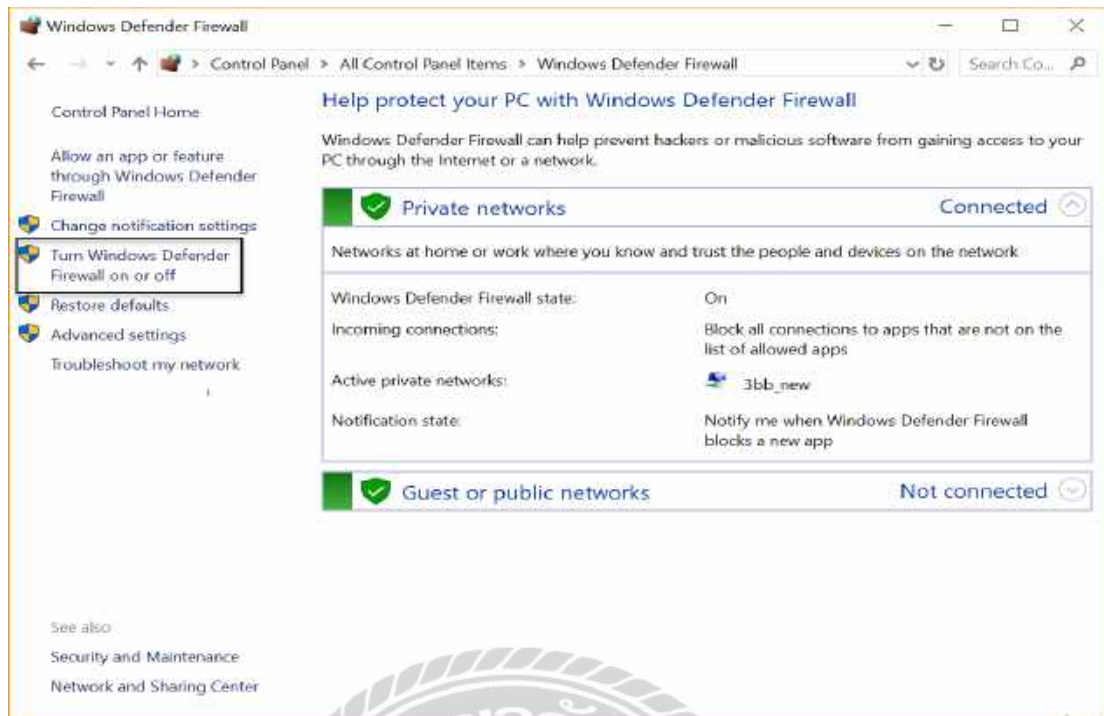 Windows Defender Firewall
Control Panel > All Control Panel Items > Windows Defender Firewall
Search Co...
Control Panel Home
Allow an app or feature
through Windows Defender
Firewall
Change notification settings
Turn Windows Defender
Firewall on or off
Restore defaults
Advanced settings
Troubleshoot my network
See also
Security and Maintenance
Network and Sharing Center
Help protect your PC with Windows Defender Firewall
Windows Defender Firewall can help prevent hackers or malicious software from gaining access to your
PC through the Internet or a network.
Private networks
Connected
Networks at home or work where you know and trust the people and devices on the network
Windows Defender Firewall state:
On
Incoming connections:
Block all connections to apps that are not on the
list of allowed apps
Active private networks:
3bb_new
Notification state:
Notify me when Windows Defender Firewall
blocks a new app
Guest or public networks
Not connected